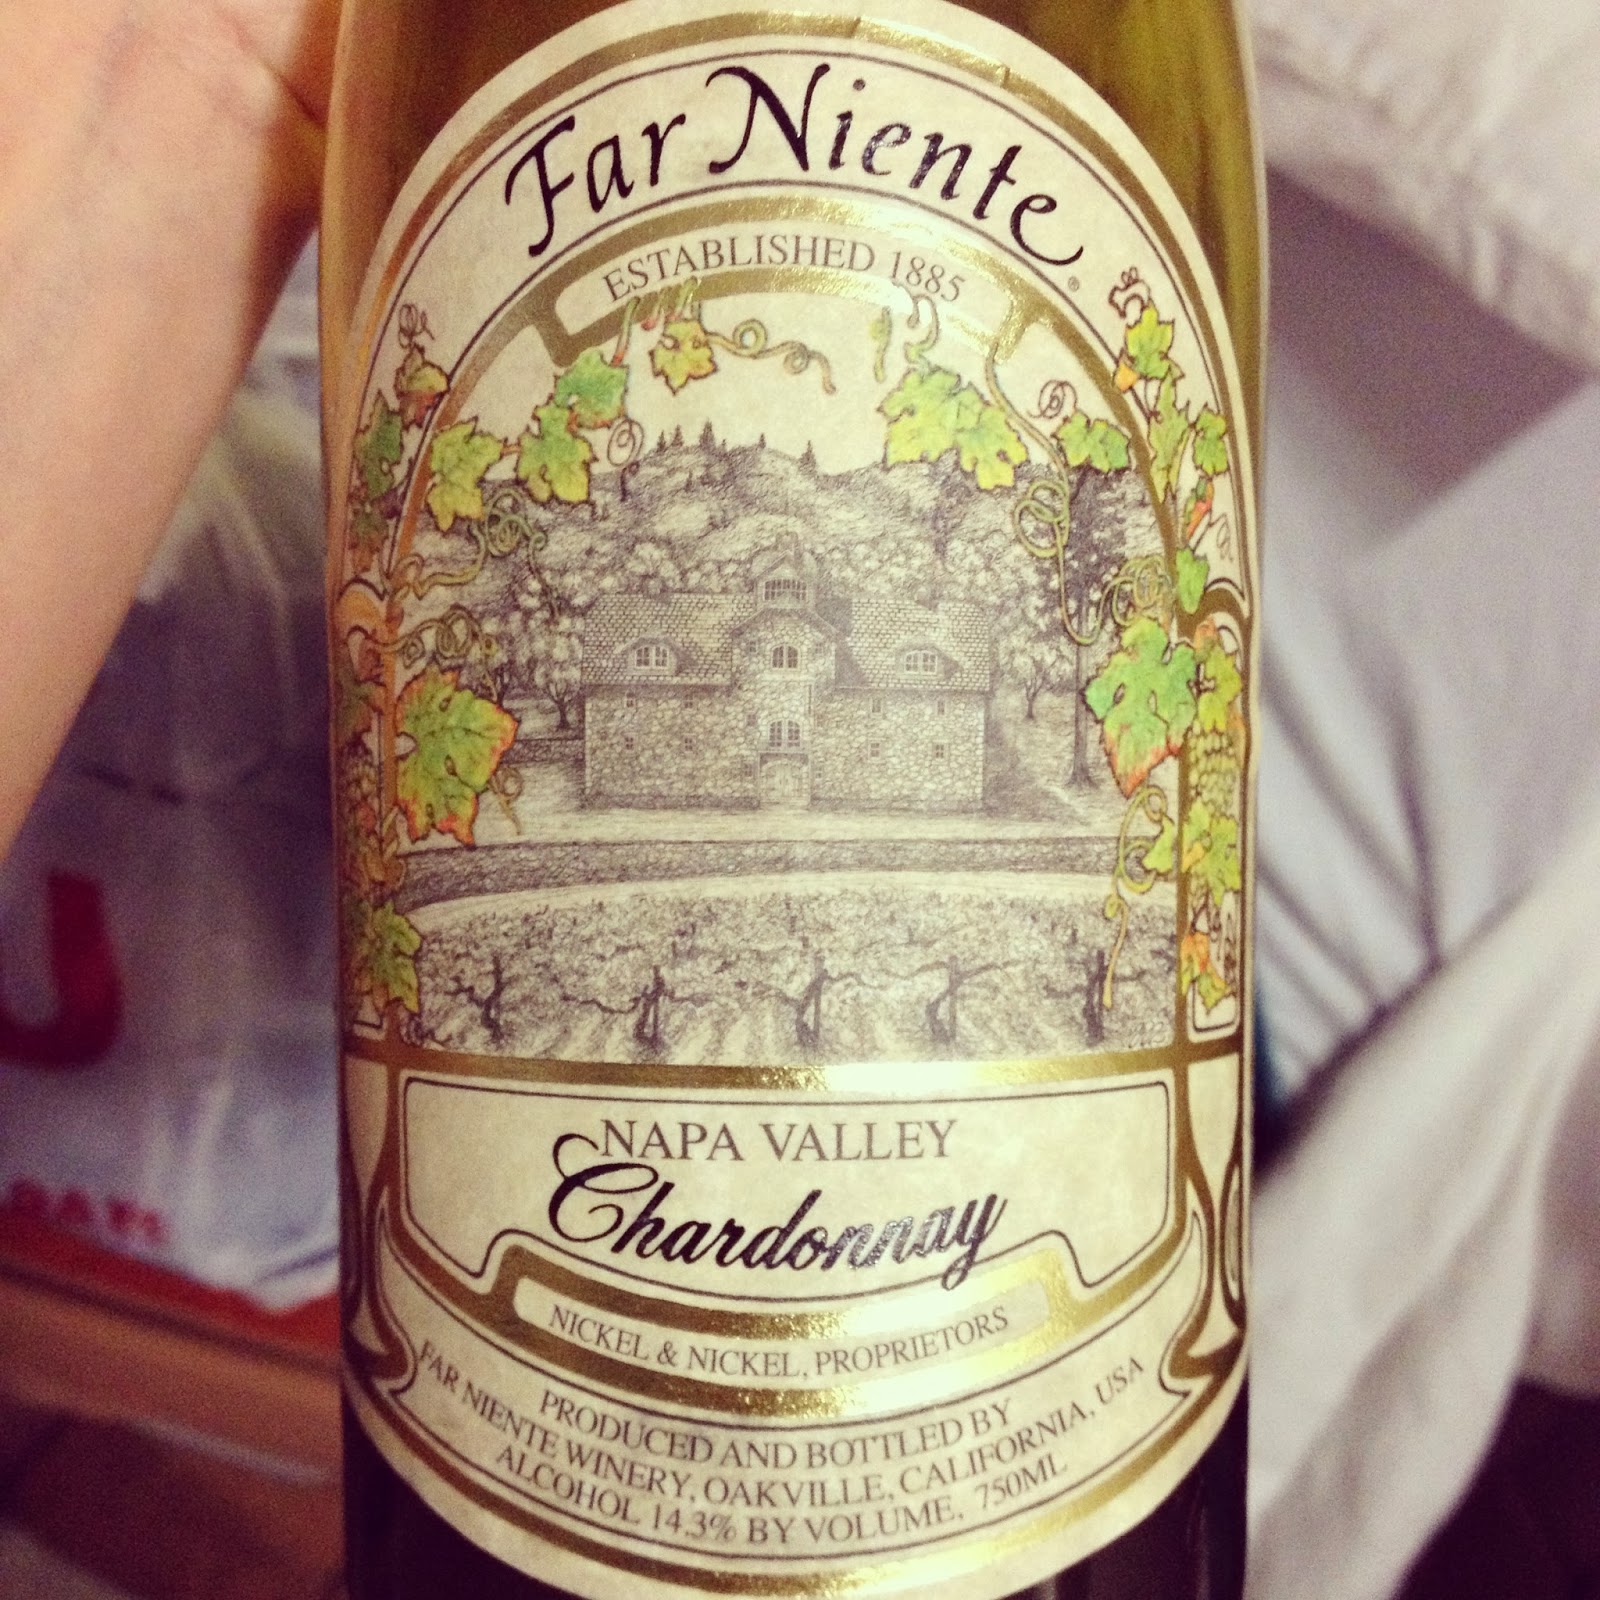 Far Niente®
ESTABLISHED 1885
NAPA VALLEY
Chardonnay
NICKEL & NICKEL, PROPRIETORS
PRODUCED AND BOTTLED BY
FAR NIENTE WINERY, OAKVILLE, CALIFORNIA, USA
ALCOHOL 14.3% BY VOLUME, 750ML